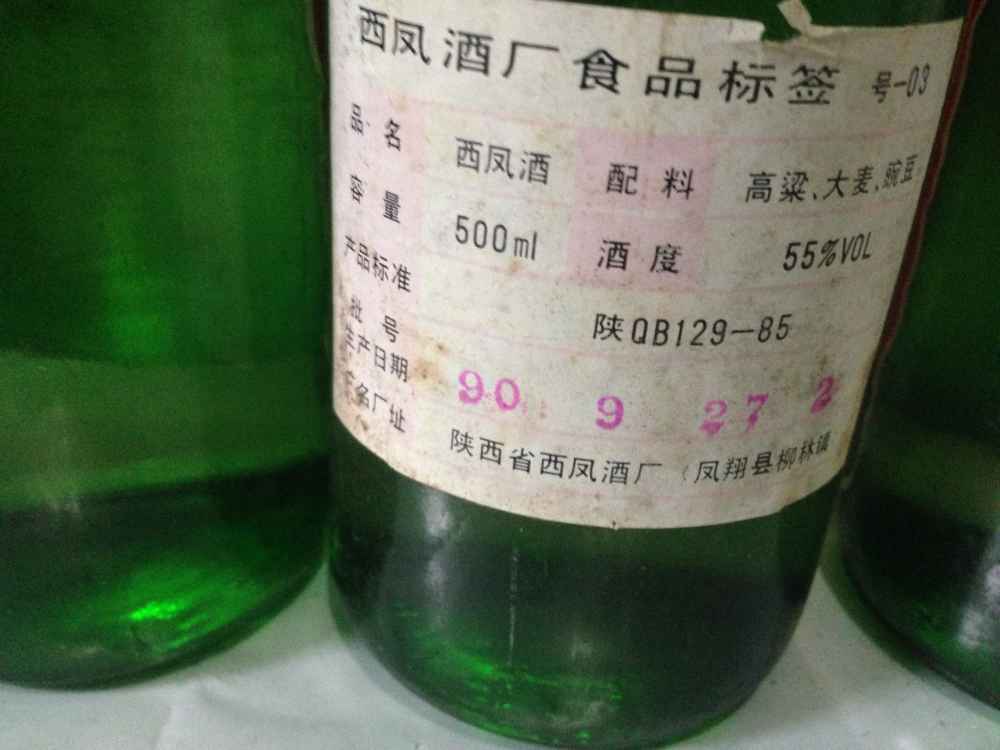 西凤酒厂食品标签 号-03
品名 西凤酒 配料 高粱、大麦、豌豆
容量 500ml 酒度 55%VOL
产品标准 陕QB129-85
批号
生产日期 90 9 27 2
厂名厂址 陕西省西凤酒厂(凤翔县柳林镇